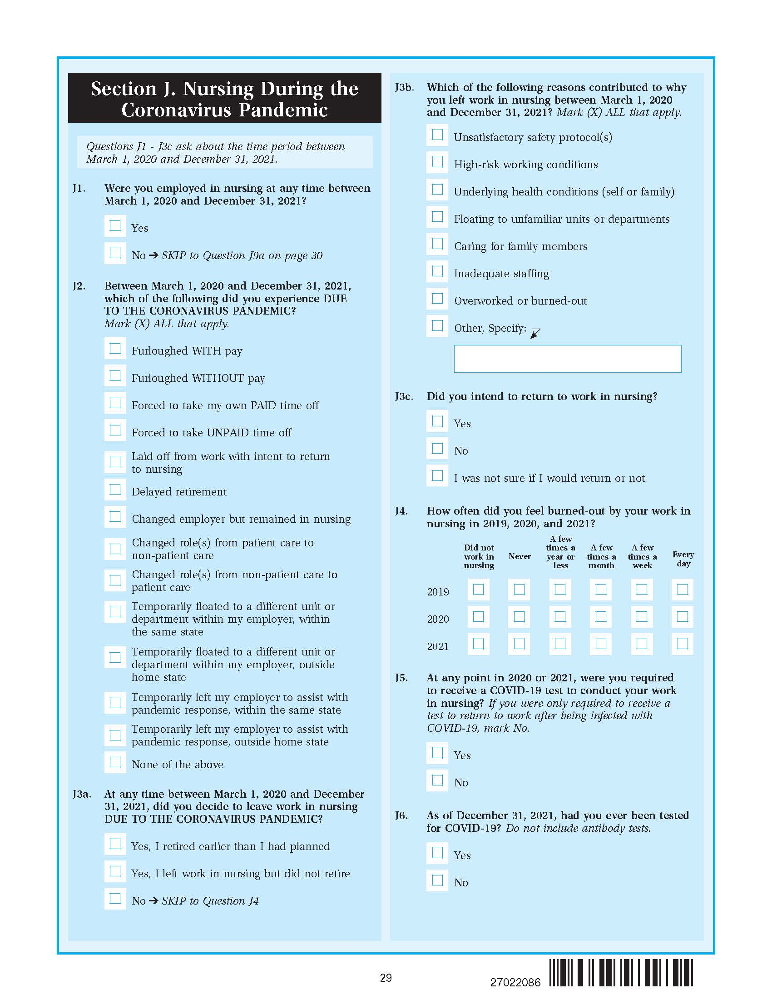 Section J. Nursing During the
Coronavirus Pandemic
Questions J1 - J3c ask about the time period between
March 1, 2020 and December 31, 2021.
J1. Were you employed in nursing at any time between
March 1, 2020 and December 31, 2021?
Yes
No ➔ SKIP to Question J9a on page 30
J2. Between March 1, 2020 and December 31, 2021,
which of the following did you experience DUE
TO THE CORONAVIRUS PANDEMIC?
Mark (X) ALL that apply.
Furloughed WITH pay
Furloughed WITHOUT pay
Forced to take my own PAID time off
Forced to take UNPAID time off
Laid off from work with intent to return
to nursing
Delayed retirement
Changed employer but remained in nursing
Changed role(s) from patient care to
non-patient care
Changed role(s) from non-patient care to
patient care
Temporarily floated to a different unit or
department within my employer, within
the same state
Temporarily floated to a different unit or
department within my employer, outside
home state
Temporarily left my employer to assist with
pandemic response, within the same state
Temporarily left my employer to assist with
pandemic response, outside home state
None of the above
J3a. At any time between March 1, 2020 and December
31, 2021, did you decide to leave work in nursing
DUE TO THE CORONAVIRUS PANDEMIC?
Yes, I retired earlier than I had planned
Yes, I left work in nursing but did not retire
No ➔ SKIP to Question J4
J3b. Which of the following reasons contributed to why
you left work in nursing between March 1, 2020
and December 31, 2021? Mark (X) ALL that apply.
Unsatisfactory safety protocol(s)
High-risk working conditions
Underlying health conditions (self or family)
Floating to unfamiliar units or departments
Caring for family members
Inadequate staffing
Overworked or burned-out
Other, Specify:
J3c. Did you intend to return to work in nursing?
Yes
No
I was not sure if I would return or not
J4. How often did you feel burned-out by your work in
nursing in 2019, 2020, and 2021?
A few
Did not times a A few A few
work in Never year or times a times a Every
nursing less month week day
2019
2020
2021
J5. At any point in 2020 or 2021, were you required
to receive a COVID-19 test to conduct your work
in nursing? If you were only required to receive a
test to return to work after being infected with
COVID-19, mark No.
Yes
No
J6. As of December 31, 2021, had you ever been tested
for COVID-19? Do not include antibody tests.
Yes
No
29
27022086